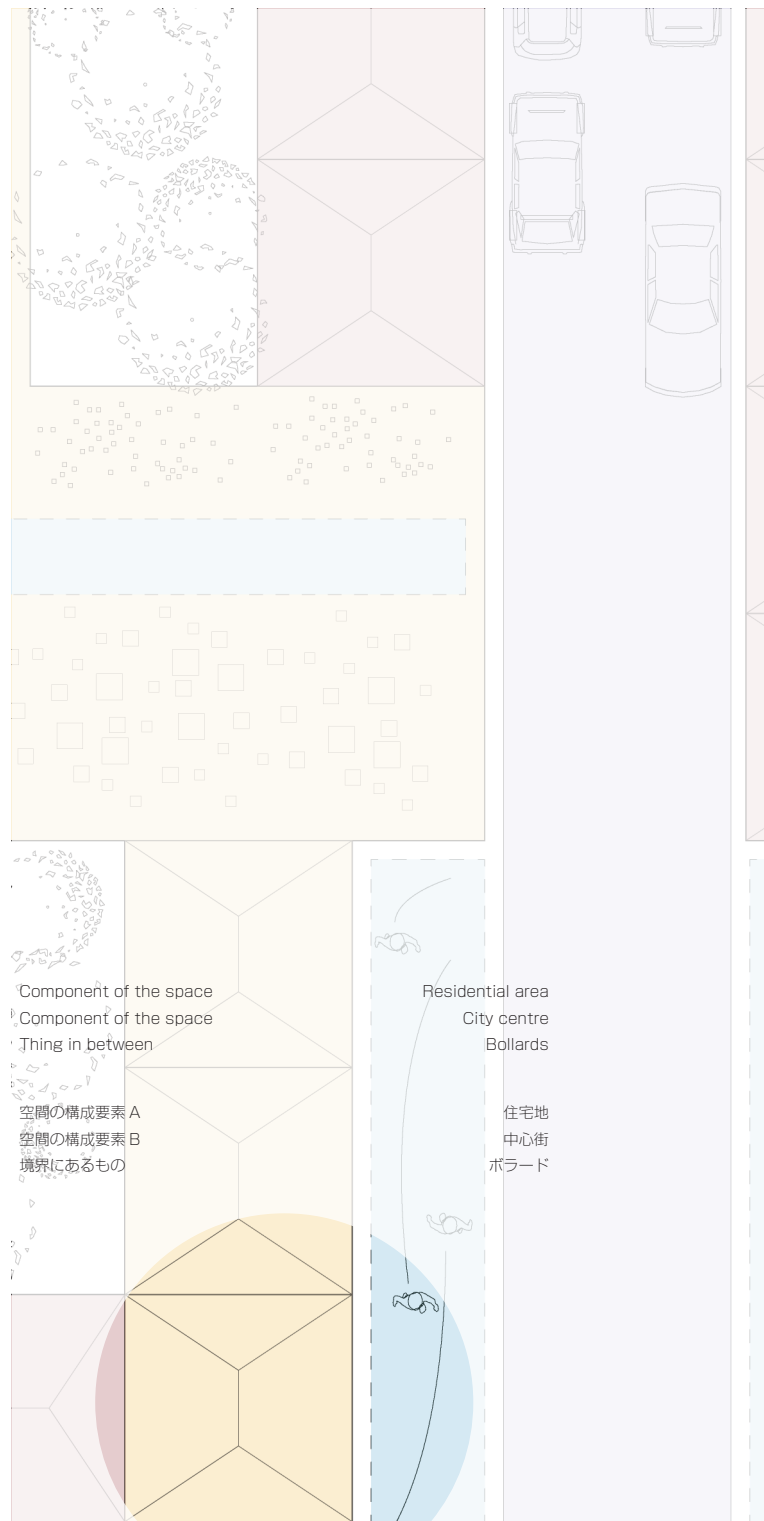 Component of the space Residential area
Component of the space City centre
Thing in between Bollards
空間の構成要素 A 住宅地
空間の構成要素 B 中心街
境界にあるもの ボラード